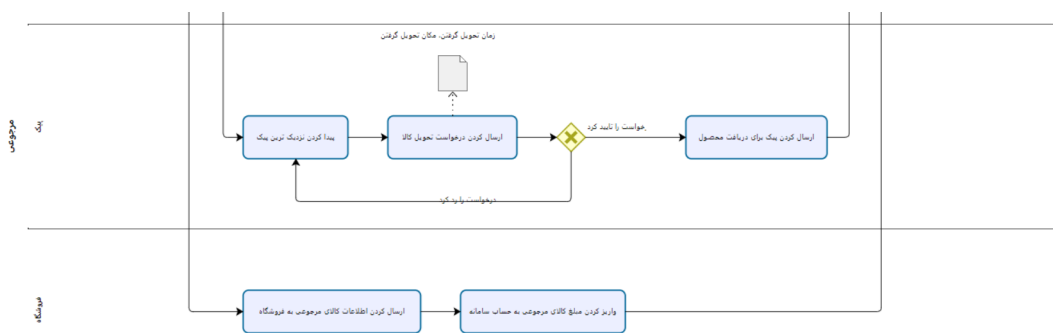 زمان تحویل گرفتن، مکان تحویل گرفتن
مرجوعی
پیک
پیدا کردن نزدیک ترین پیک
ارسال کردن درخواست تحویل کالا
خواست را تایید کرد
ارسال کردن پیک برای دریافت محصول
درخواست را رد کرد
فروشگاه
ارسال کردن اطلاعات کالای مرجوعی به فروشگاه
واریز کردن مبلغ کالای مرجوعی به حساب سامانه